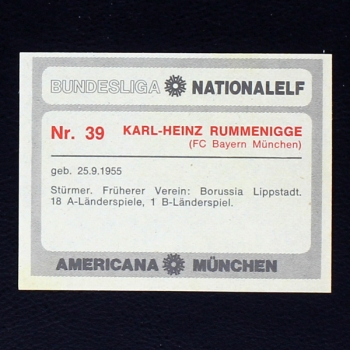 BUNDESLIGA NATIONALELF
Nr. 39 KARL-HEINZ RUMMENIGGE
(FC Bayern München)
geb. 25.9.1955
Stürmer. Früherer Verein: Borussia Lippstadt.
18 A-Länderspiele, 1 B-Länderspiel.
AMERICANA MÜNCHEN